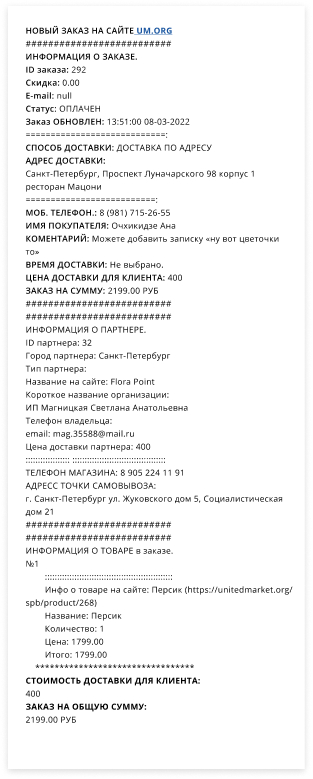 НОВЫЙ ЗАКАЗ НА САЙТЕ UM.ORG
##########################
ИНФОРМАЦИЯ О ЗАКАЗЕ.
ID заказа: 292
Скидка: 0.00
E-mail: null
Статус: ОПЛАЧЕН
Заказ ОБНОВЛЕН: 13:51:00 08-03-2022
===========================;
СПОСОБ ДОСТАВКИ: ДОСТАВКА ПО АДРЕСУ
АДРЕС ДОСТАВКИ:
Санкт-Петербург, Проспект Луначарского 98 корпус 1
ресторан Мацони
=========================;
МОБ. ТЕЛЕФОН.: 8 (981) 715-26-55
ИМЯ ПОКУПАТЕЛЯ: Очхикидзе Ана
КОМЕНТАРИЙ: Можете добавить записку «ну вот цветочки
то»
ВРЕМЯ ДОСТАВКИ: Не выбрано.
ЦЕНА ДОСТАВКИ ДЛЯ КЛИЕНТА: 400
ЗАКАЗ НА СУММУ: 2199.00 РУБ
##########################
##########################
ИНФОРМАЦИЯ О ПАРТНЕРЕ.
ID партнера: 32
Город партнера: Санкт-Петербург
Тип партнера:
Название на сайте: Flora Point
Короткое название организации:
ИП Магницкая Светлана Анатольевна
Телефон владельца:
email: mag.35588@mail.ru
Цена доставки партнера: 400
:::::::::::::::::: ::::::::::::::::::::::::::::::::::::::
ТЕЛЕФОН МАГАЗИНА: 8 905 224 11 91
АДРЕСС ТОЧКИ САМОВЫВОЗА:
г. Санкт-Петербург ул. Жуковского дом 5, Социалистическая
дом 21
##########################
##########################
ИНФОРМАЦИЯ О ТОВАРЕ в заказе.
№1
::::::::::::::::::::::::::::::::::::::::::::::::::::
Инфо о товаре на сайте: Персик (https://unitedmarket.org/
spb/product/268)
Название: Персик
Количество: 1
Цена: 1799.00
Итого: 1799.00
*********************************
СТОИМОСТЬ ДОСТАВКИ ДЛЯ КЛИЕНТА:
400
ЗАКАЗ НА ОБЩУЮ СУММУ:
2199.00 РУБ